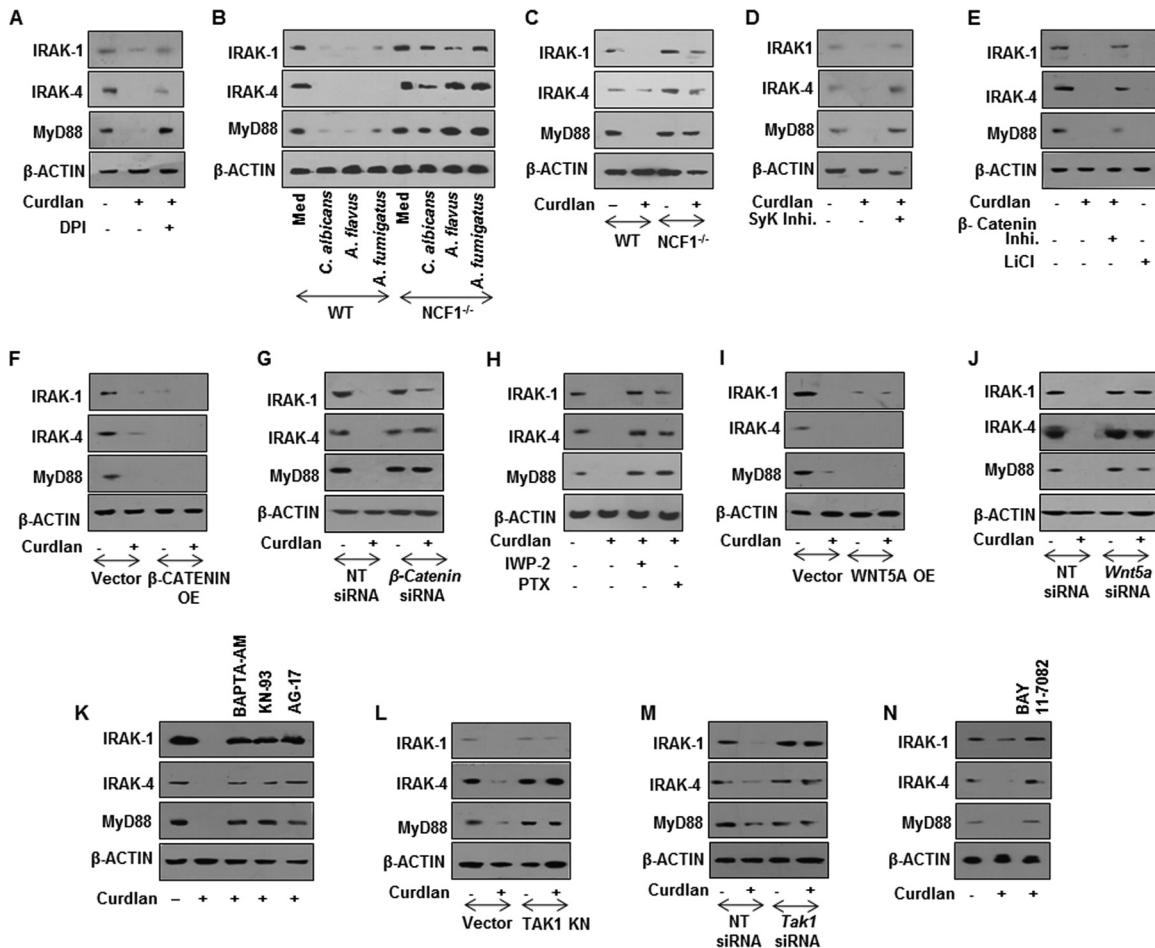 A
IRAK-1
IRAK-4
MyD88
β-ACTIN
Curdlan - + +
DPI - - +
B
IRAK-1
IRAK-4
MyD88
β-ACTIN
Med
C. albicans
A. flavus
A. fumigatus
Med
C. albicans
A. flavus
A. fumigatus
WT NCF1-/-
C
IRAK-1
IRAK-4
MyD88
β-ACTIN
Curdlan – + - +
WT NCF1-/-
D
IRAK1
IRAK-4
MyD88
β-ACTIN
Curdlan - + +
SyK Inhi. - - +
E
IRAK-1
IRAK-4
MyD88
β-ACTIN
Curdlan - + + -
β- Catenin
Inhi. - - + -
LiCl - - - +
F
IRAK-1
IRAK-4
MyD88
β-ACTIN
Curdlan - + - +
Vector β-CATENIN
OE
G
IRAK-1
IRAK-4
MyD88
β-ACTIN
Curdlan - + - +
NT β-Catenin
siRNA siRNA
H
IRAK-1
IRAK-4
MyD88
β-ACTIN
Curdlan - + + +
IWP-2 - - + -
PTX - - - +
I
IRAK-1
IRAK-4
MyD88
β-ACTIN
Curdlan - + - +
Vector WNT5A OE
J
IRAK-1
IRAK-4
MyD88
β-ACTIN
Curdlan - + - +
NT Wnt5a
siRNA siRNA
K
BAPTA-AM
KN-93
AG-17
IRAK-1
IRAK-4
MyD88
β-ACTIN
Curdlan – + + + +
L
IRAK-1
IRAK-4
MyD88
β-ACTIN
Curdlan - + - +
Vector TAK1 KN
M
IRAK-1
IRAK-4
MyD88
β-ACTIN
Curdlan - + - +
NT Tak1
siRNA siRNA
N
BAY
11-7082
IRAK-1
IRAK-4
MyD88
β-ACTIN
Curdlan - + +